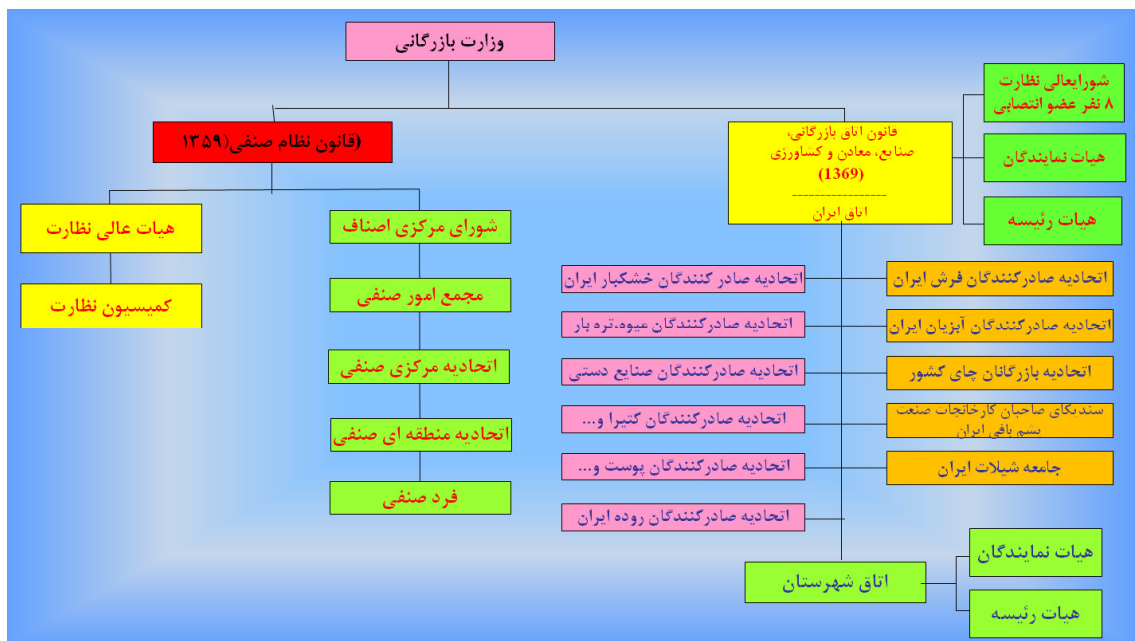 وزارت بازرگانی
شورایعالی نظارت
۸ نفر عضو انتصابی
هیات نمایندگان
هیات رئیسه
قانون اتاق بازرگانی،
صنایع، معادن و کشاورزی
(1369)
-----------------
اتاق ایران
(قانون نظام صنفی(۱۳۵۹
هیات عالی نظارت
کمیسیون نظارت
شورای مرکزی اصناف
مجمع امور صنفی
اتحادیه مرکزی صنفی
اتحادیه منطقه ای صنفی
فرد صنفی
اتحادیه صادرکنندگان فرش ایران
اتحادیه صادر کنندگان خشکبار ایران
اتحادیه صادرکنندگان آبزیان ایران
اتحادیه صادرکنندگان میوه.تره بار
اتحادیه بازرگانان چای کشور
اتحادیه صادرکنندگان صنایع دستی
سندیکای صاحبان کارخانجات صنعت
پشم بافی ایران
اتحادیه صادرکنندگان کتیرا و...
جامعه شیلات ایران
اتحادیه صادرکنندگان پوست و...
اتحادیه صادرکنندگان روده ایران
اتاق شهرستان
هیات نمایندگان
هیات رئیسه